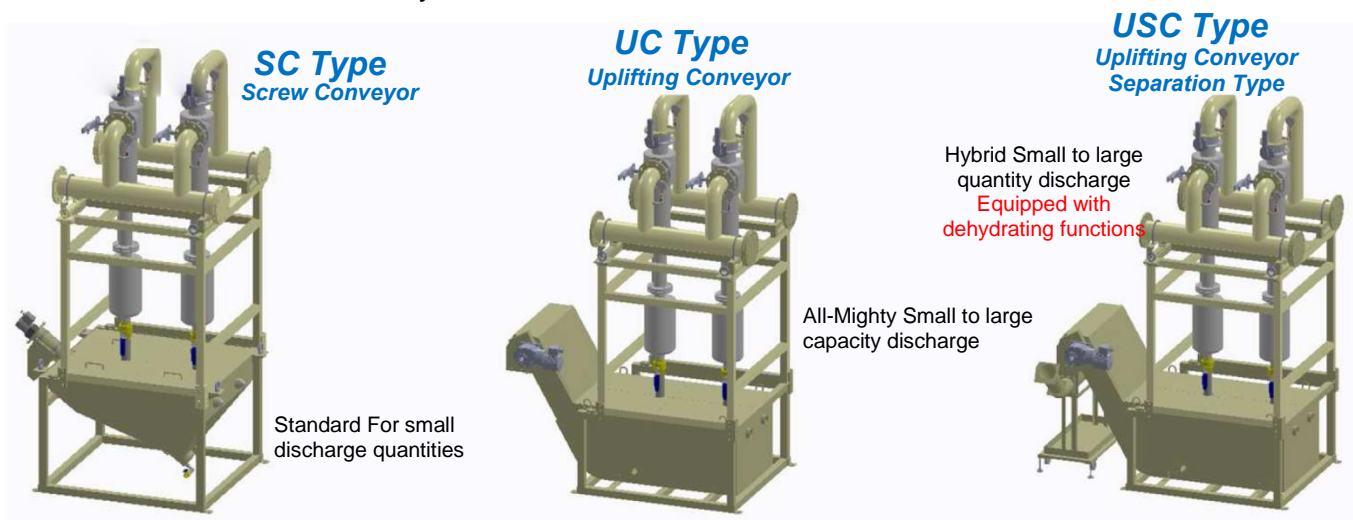 SC Type
Screw Conveyor
UC Type
Uplifting Conveyor
USC Type
Uplifting Conveyor
Separation Type
Hybrid Small to large
quantity discharge
Equipped with
dehydrating functions
All-Mighty Small to large
capacity discharge
Standard For small
discharge quantities